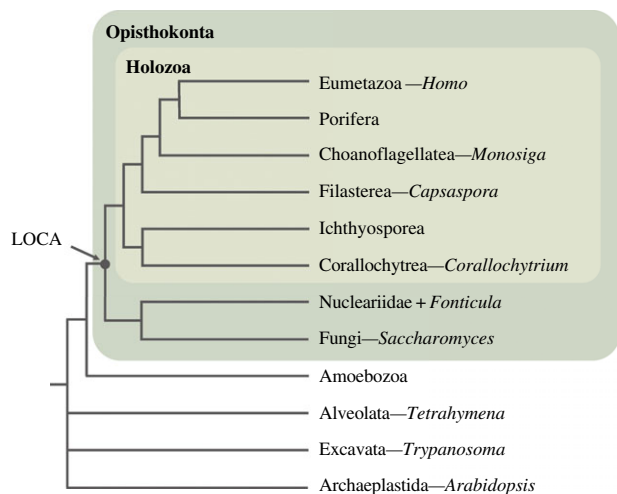 Opisthokonta
Holozoa
Eumetazoa—Homo
Porifera
Choanoflagellatea—Monosiga
Filasterea—Capsaspora
Ichthyosporea
LOCA
Corallochytrea—Corallochytrium
Nucleariidae + Fonticula
Fungi—Saccharomyces
Amoebozoa
Alveolata—Tetrahymena
Excavata—Trypanosoma
Archaeplastida—Arabidopsis